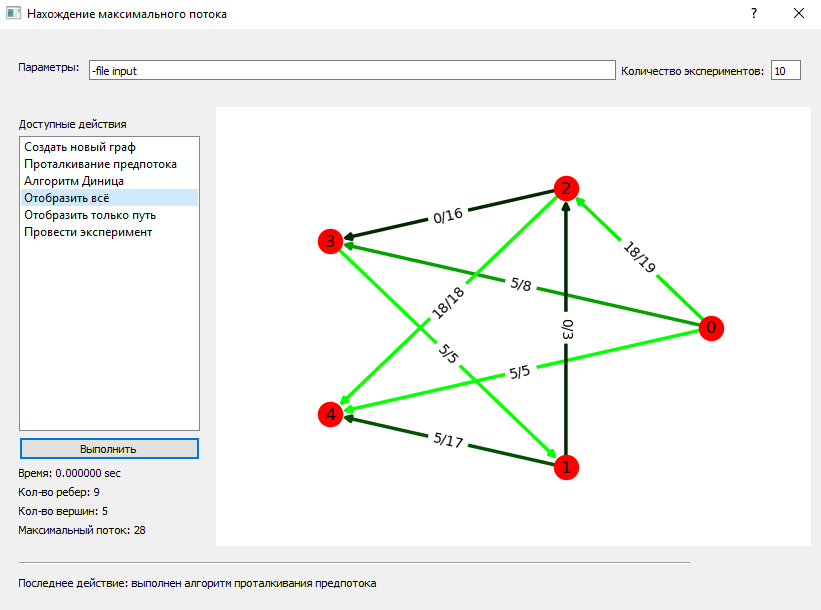 Нахождение максимального потока
?
Параметры:
-file input
Количество экспериментов:
10
Доступные действия
Создать новый граф
Проталкивание предпотока
Алгоритм Диница
Отобразить всё
Отобразить только путь
Провести эксперимент
Выполнить
Время: 0.000000 sec
Кол-во ребер: 9
Кол-во вершин: 5
Максимальный поток: 28
2
0/16
3
18/19
5/8
18/18
0
0/3
5/5
5/5
4
5/17
1
Последнее действие: выполнен алгоритм проталкивания предпотока